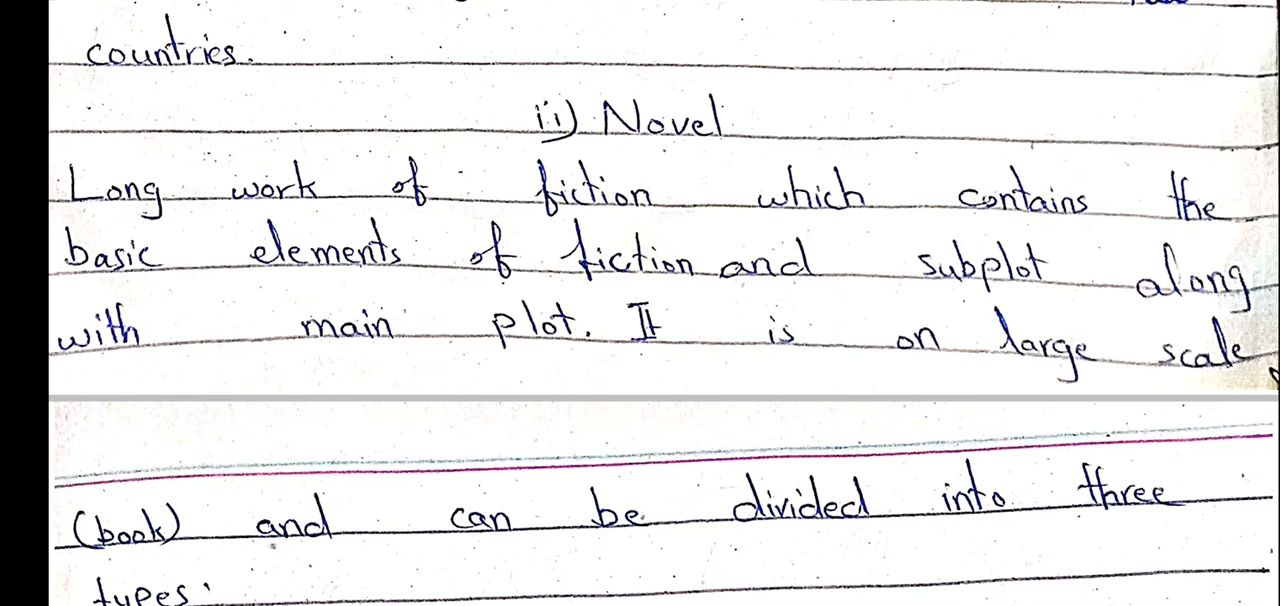 countries.
ii) Novel
Long work of fiction which contains the
basic elements of fiction and subplot along
with main plot. It is on large scale
(book) and can be divided into three
types: